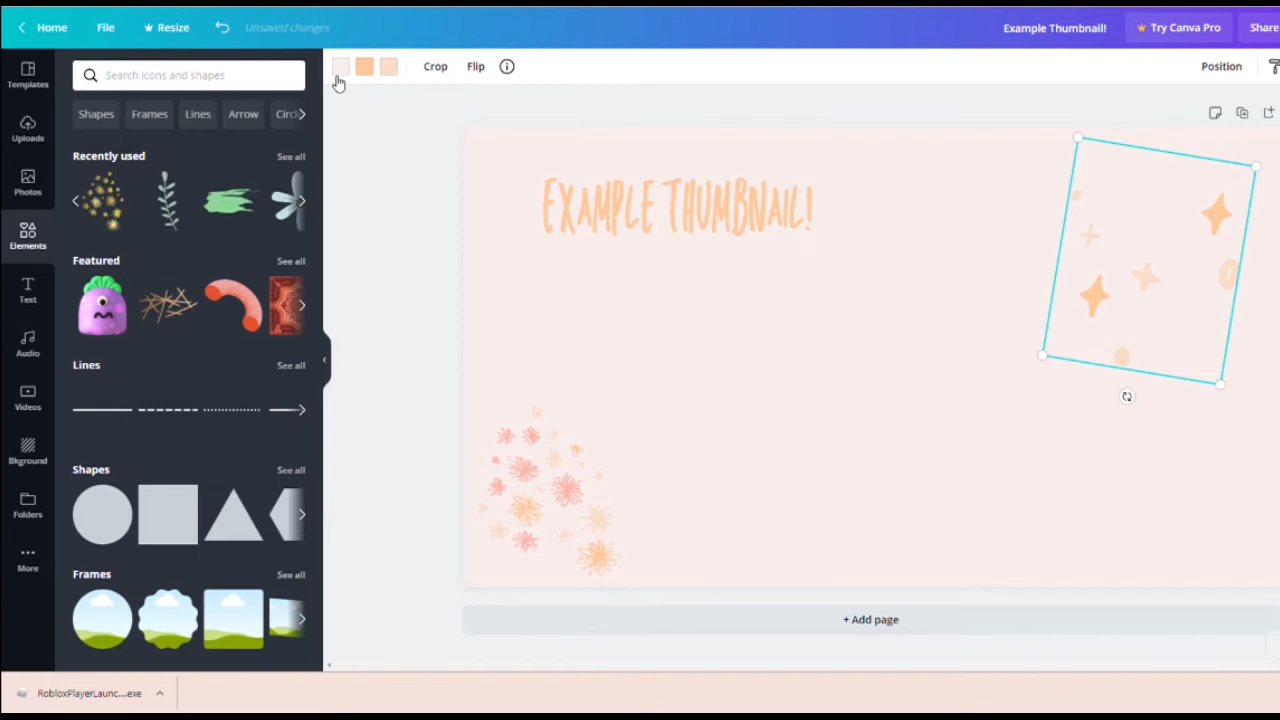 Home File Resize Unsaved changes Example Thumbnail! Try Canva Pro Share
Templates
Uploads
Photos
Elements
Text
Audio
Videos
Bkground
Folders
More
Search icons and shapes
Shapes Frames Lines Arrow
Recently used See all
Featured See all
Lines See all
Shapes See all
Frames See all
Crop Flip Position
EXAMPLE THUMBNAIL!
+ Add page
RobloxPlayerLaunc....exe